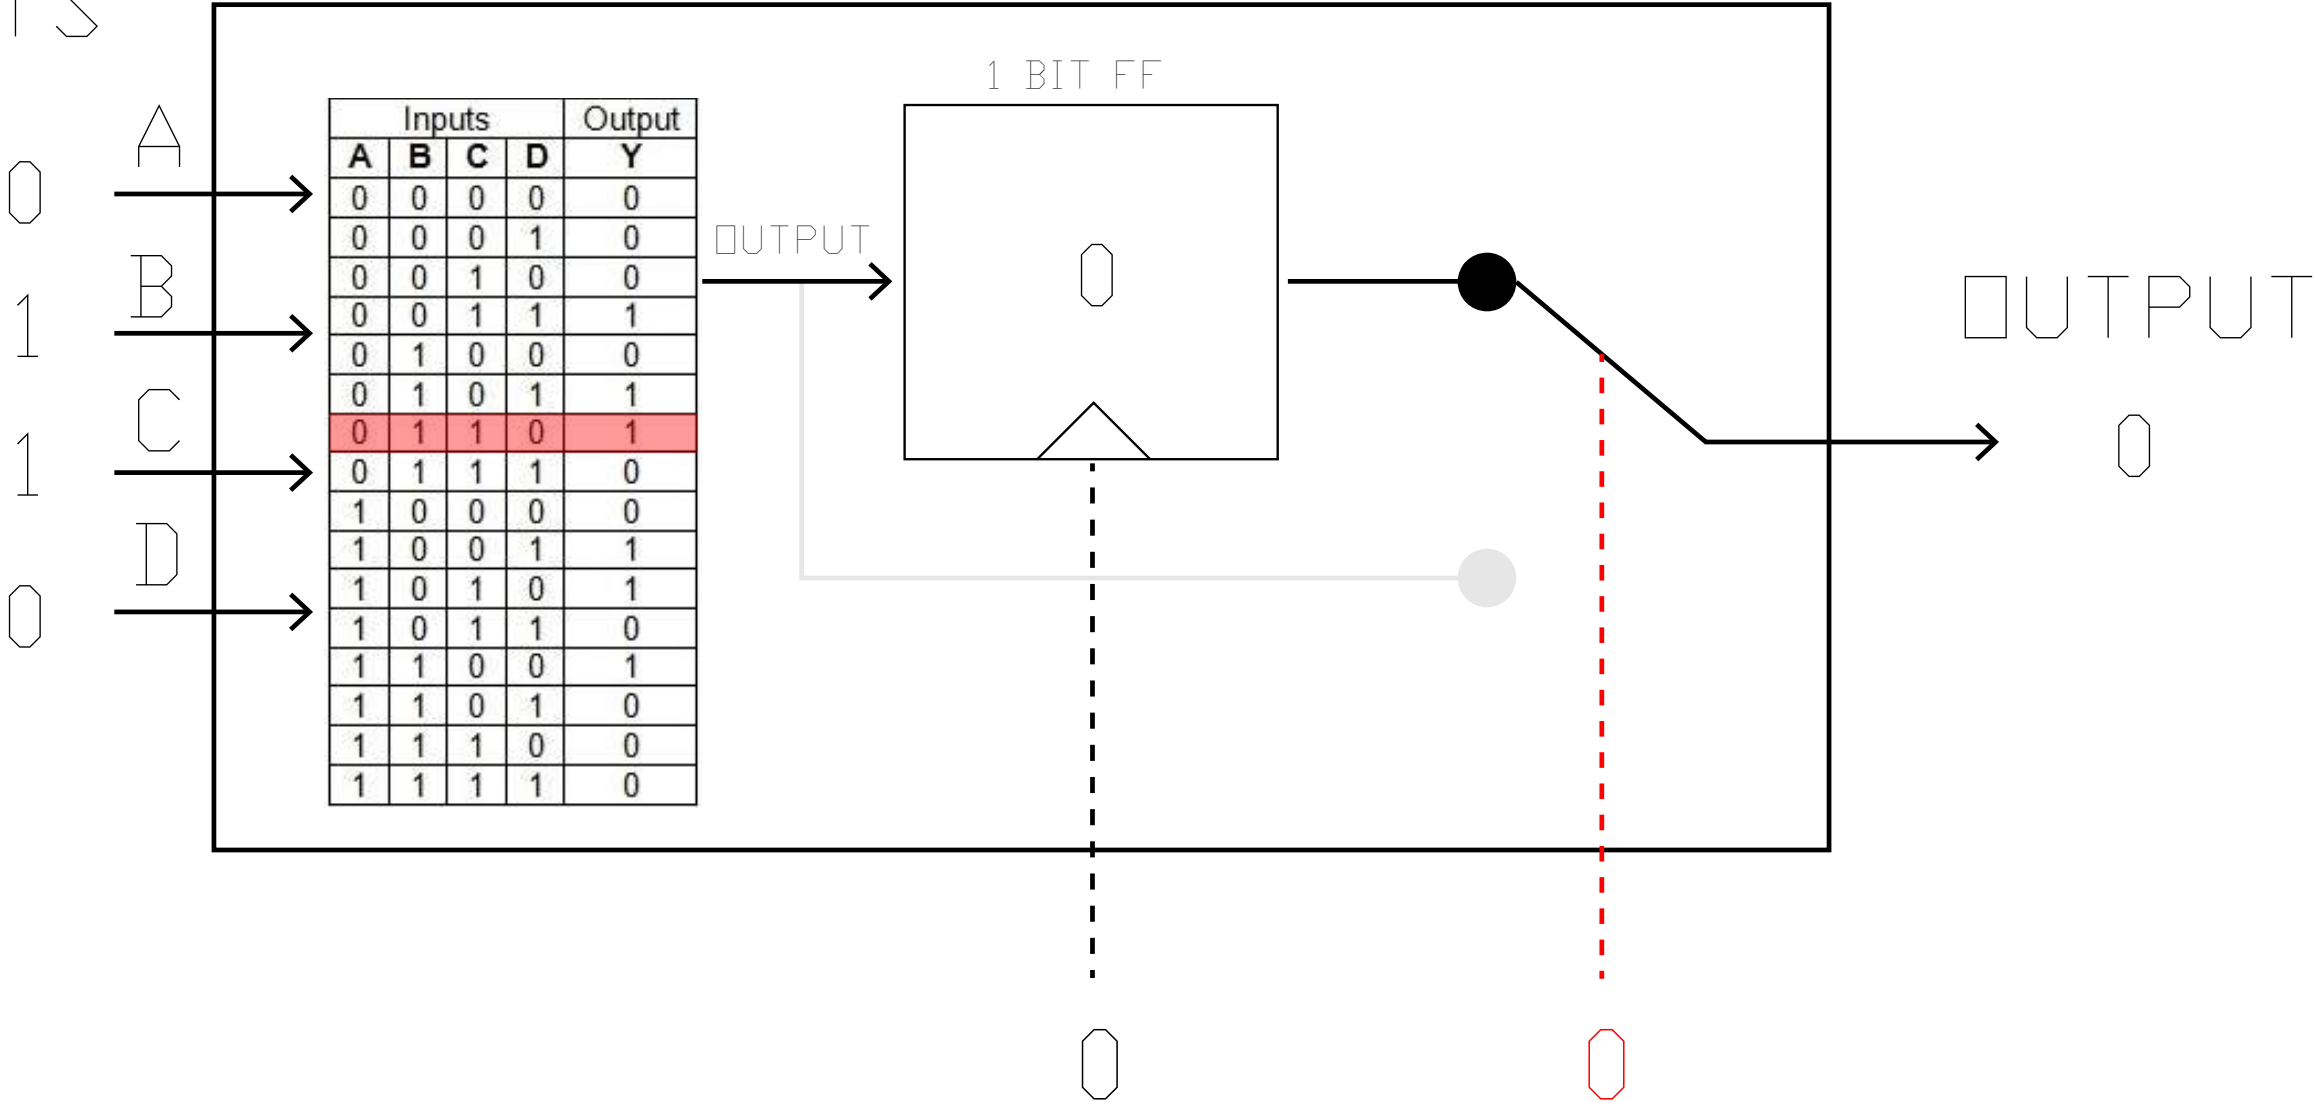 TS
1 BIT FF
A
0
Inputs Output
A B C D Y
0 0 0 0 0
0 0 0 1 0
0 0 1 0 0
0 0 1 1 1
0 1 0 0 0
0 1 0 1 1
0 1 1 0 1
0 1 1 1 0
1 0 0 0 0
1 0 0 1 1
1 0 1 0 1
1 0 1 1 0
1 1 0 0 1
1 1 0 1 0
1 1 1 0 0
1 1 1 1 0
B
1
C
1
D
0
OUTPUT
0
OUTPUT
0
0
0